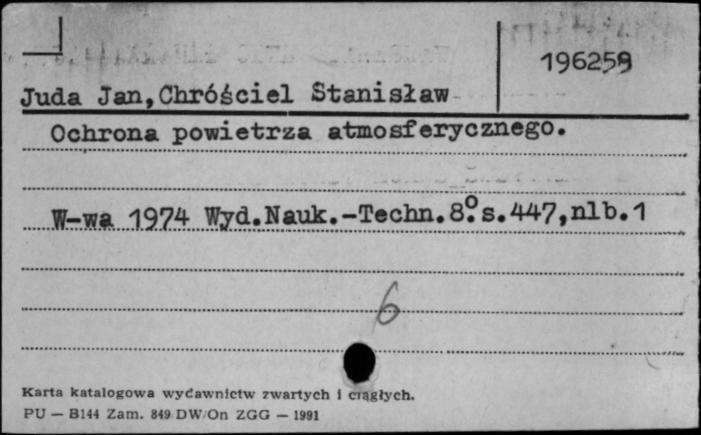 196259
Juda Jan, Chróściel Stanisław
Ochrona powietrza atmosferycznego.
W-wa 1974 Wyd.Nauk.-Techn.8°.s.447,nlb.1
6
Karta katalogowa wydawnictw zwartych i ciągłych.
PU — B144 Zam. 849 DW/On ZGG — 1991